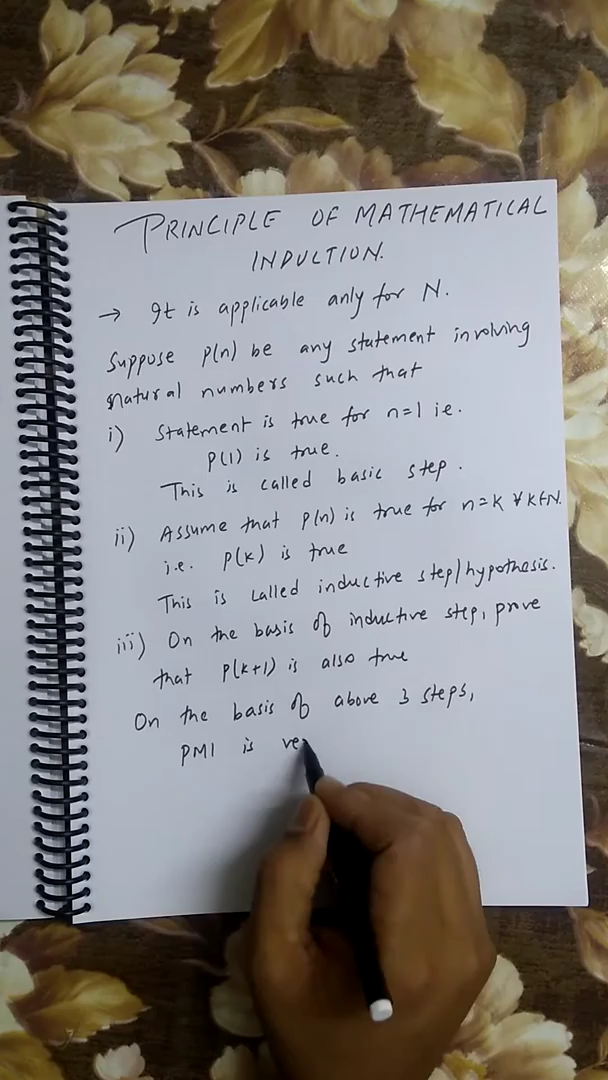 PRINCIPLE OF MATHEMATICAL
INDUCTION.
→ It is applicable only for N.
Suppose P(n) be any statement involving
natural numbers such that
i) Statement is true for n=1 i.e.
P(1) is true.
This is called basic step.
ii) Assume that P(n) is true for n=k ∀ k∈N.
i.e. P(k) is true
This is called inductive step/hypothesis.
iii) On the basis of inductive step, prove
that P(k+1) is also true
On the basis of above 3 steps,
PMI is ve